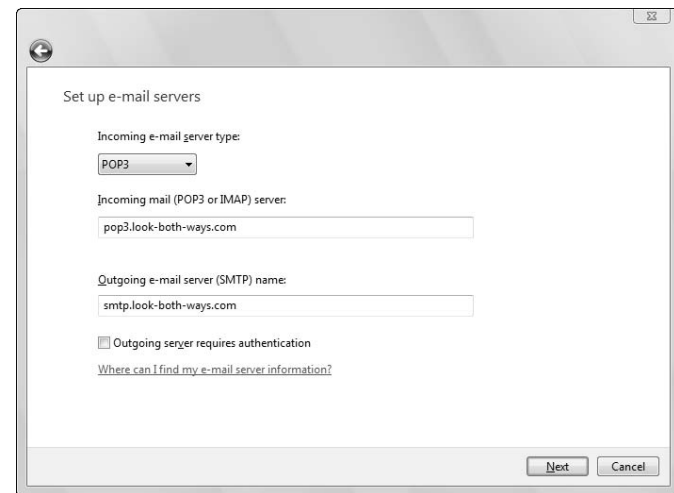 Set up e-mail servers
Incoming e-mail server type:
POP3
Incoming mail (POP3 or IMAP) server:
pop3.look-both-ways.com
Outgoing e-mail server (SMTP) name:
smtp.look-both-ways.com
Outgoing server requires authentication
Where can I find my e-mail server information?
Next Cancel